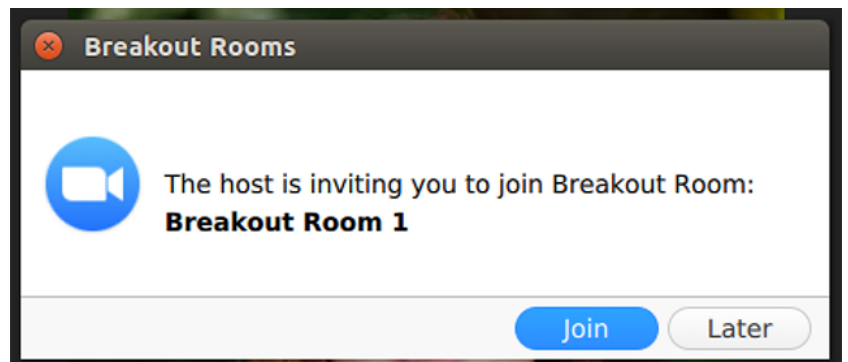 Breakout Rooms
The host is inviting you to join Breakout Room:
Breakout Room 1
Join
Later